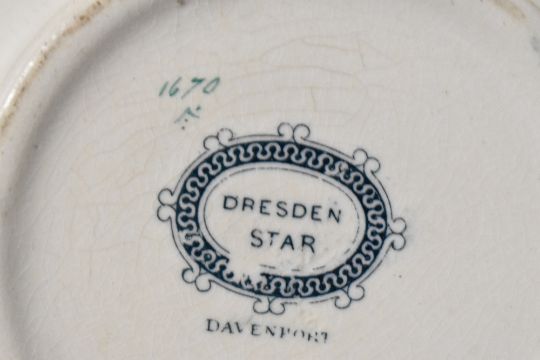 1670
DRESDEN
STAR
DAVENPORT